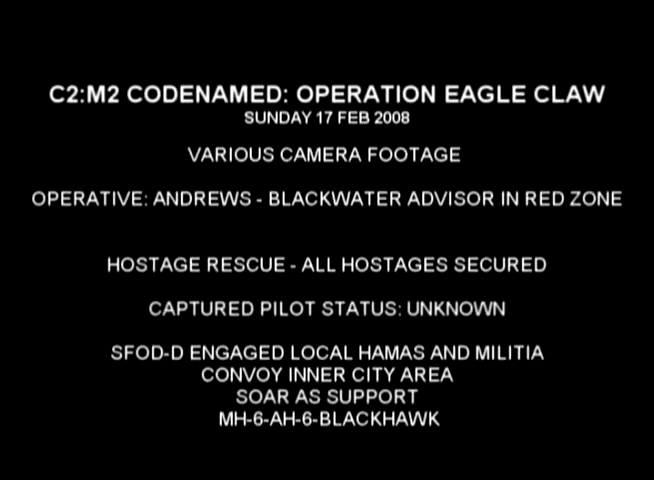 C2:M2 CODENAMED: OPERATION EAGLE CLAW
SUNDAY 17 FEB 2008
VARIOUS CAMERA FOOTAGE
OPERATIVE: ANDREWS - BLACKWATER ADVISOR IN RED ZONE
HOSTAGE RESCUE - ALL HOSTAGES SECURED
CAPTURED PILOT STATUS: UNKNOWN
SFOD-D ENGAGED LOCAL HAMAS AND MILITIA
CONVOY INNER CITY AREA
SOAR AS SUPPORT
MH-6-AH-6-BLACKHAWK